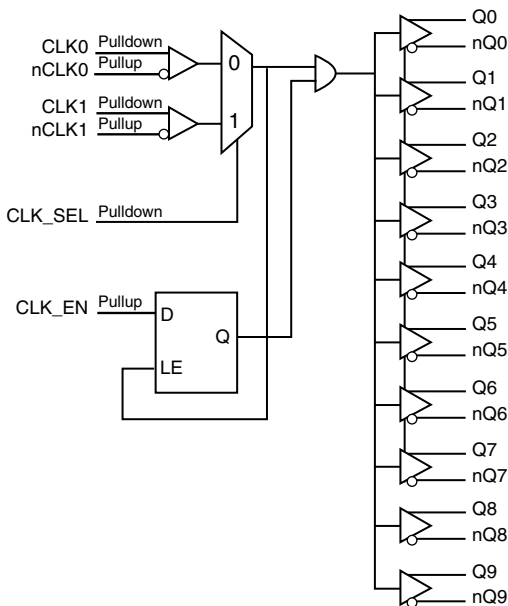 CLK0 Pulldown
nCLK0 Pullup
0
CLK1 Pulldown
nCLK1 Pullup
1
CLK_SEL Pulldown
CLK_EN Pullup
D
Q
LE
Q0
nQ0
Q1
nQ1
Q2
nQ2
Q3
nQ3
Q4
nQ4
Q5
nQ5
Q6
nQ6
Q7
nQ7
Q8
nQ8
Q9
nQ9